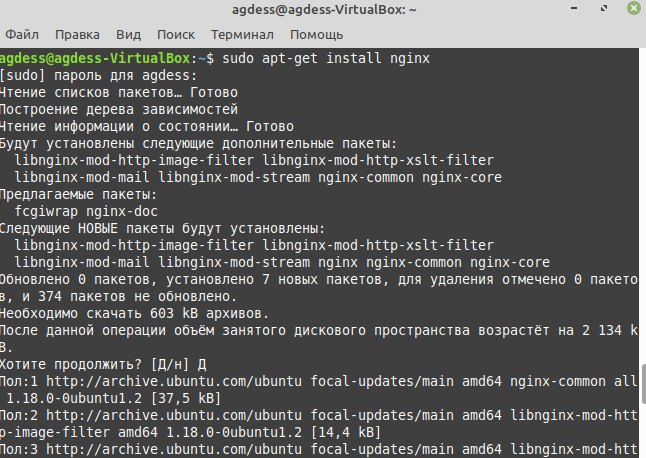 agdess@agdess-VirtualBox: ~
Файл Правка Вид Поиск Терминал Помощь
agdess@agdess-VirtualBox:~$ sudo apt-get install nginx
[sudo] пароль для agdess:
Чтение списков пакетов… Готово
Построение дерева зависимостей
Чтение информации о состоянии… Готово
Будут установлены следующие дополнительные пакеты:
libnginx-mod-http-image-filter libnginx-mod-http-xslt-filter
libnginx-mod-mail libnginx-mod-stream nginx-common nginx-core
Предлагаемые пакеты:
fcgiwrap nginx-doc
Следующие НОВЫЕ пакеты будут установлены:
libnginx-mod-http-image-filter libnginx-mod-http-xslt-filter
libnginx-mod-mail libnginx-mod-stream nginx nginx-common nginx-core
Обновлено 0 пакетов, установлено 7 новых пакетов, для удаления отмечено 0 пакето
в, и 374 пакетов не обновлено.
Необходимо скачать 603 kB архивов.
После данной операции объём занятого дискового пространства возрастёт на 2 134 k
B.
Хотите продолжить? [Д/н] Д
Пол:1 http://archive.ubuntu.com/ubuntu focal-updates/main amd64 nginx-common all
1.18.0-0ubuntu1.2 [37,5 kB]
Пол:2 http://archive.ubuntu.com/ubuntu focal-updates/main amd64 libnginx-mod-htt
p-image-filter amd64 1.18.0-0ubuntu1.2 [14,4 kB]
Пол:3 http://archive.ubuntu.com/ubuntu focal-updates/main amd64 libnginx-mod-htt